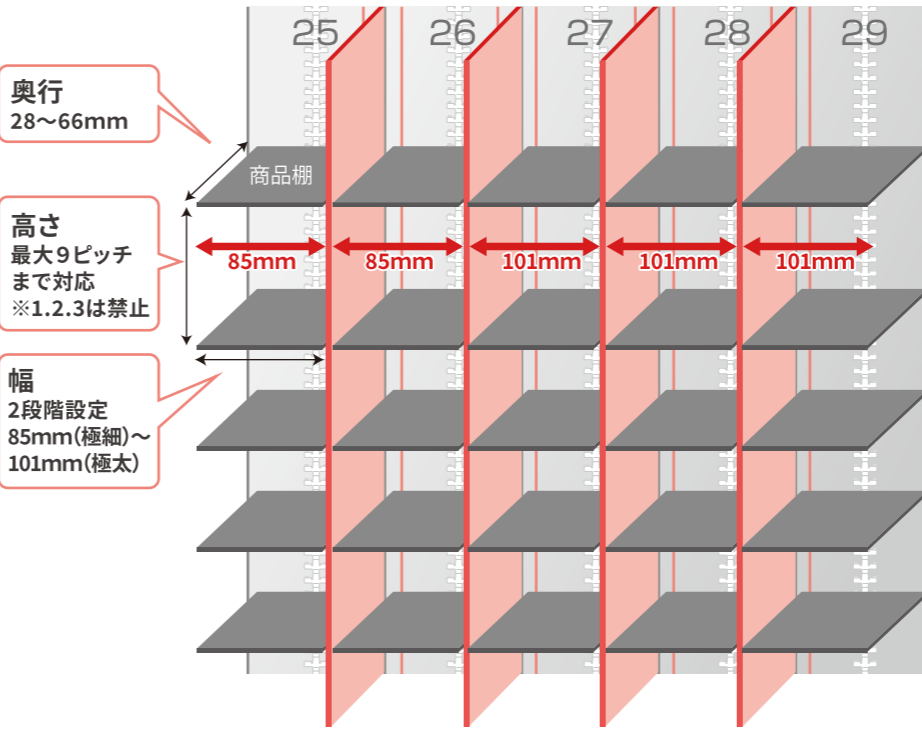 25 26 27 28 29
奥行
28〜66mm
商品棚
高さ
最大9ピッチ
まで対応
※1.2.3は禁止
85mm 85mm 101mm 101mm 101mm
幅
2段階設定
85mm(極細)〜
101mm(極太)